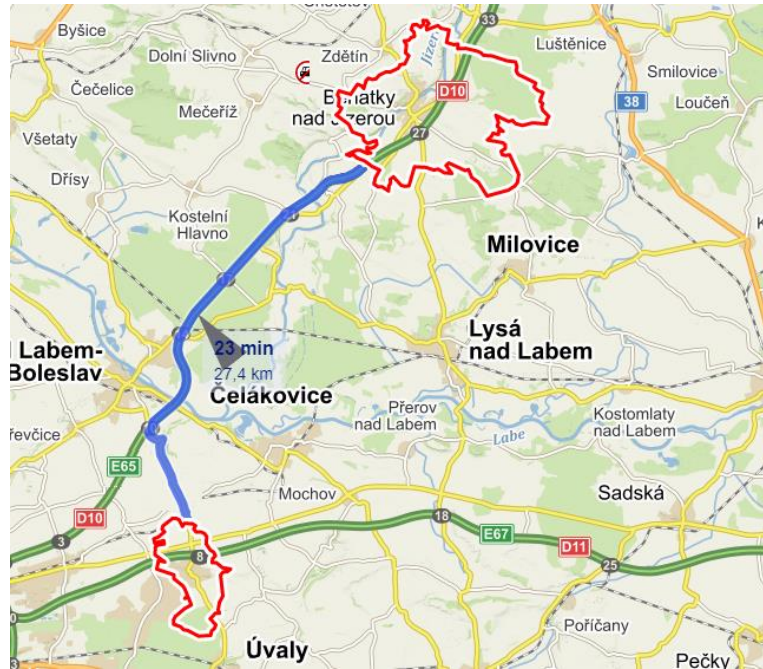 33
Byšice
Dolní Slivno
Zdětín
Jizera
Luštěnice
Smilovice
Čečelice
Mečeříž
Benátky
nad Jizerou
D10
38
Loučeň
27
Všetaty
Dřísy
Kostelní
Hlavno
Milovice
Lysá
nad Labem
23 min
27,4 km
Labem-
Boleslav
Čelákovice
Přerov
nad Labem
Labe
Kostomlaty
nad Labem
E65
Mochov
Sadská
D10
3
18
E67
D11
8
25
Úvaly
Poříčany
Pečky